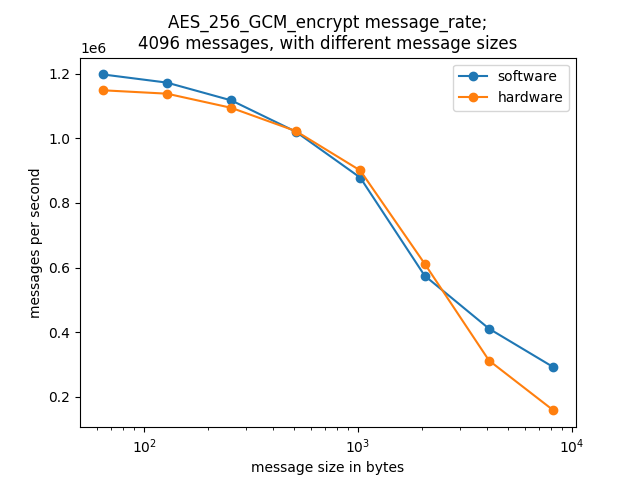 AES_256_GCM_encrypt message_rate;
4096 messages, with different message sizes
1e6
software
hardware
1.2
1.0
0.8
0.6
0.4
0.2
messages per second
10²
10³
10⁴
message size in bytes